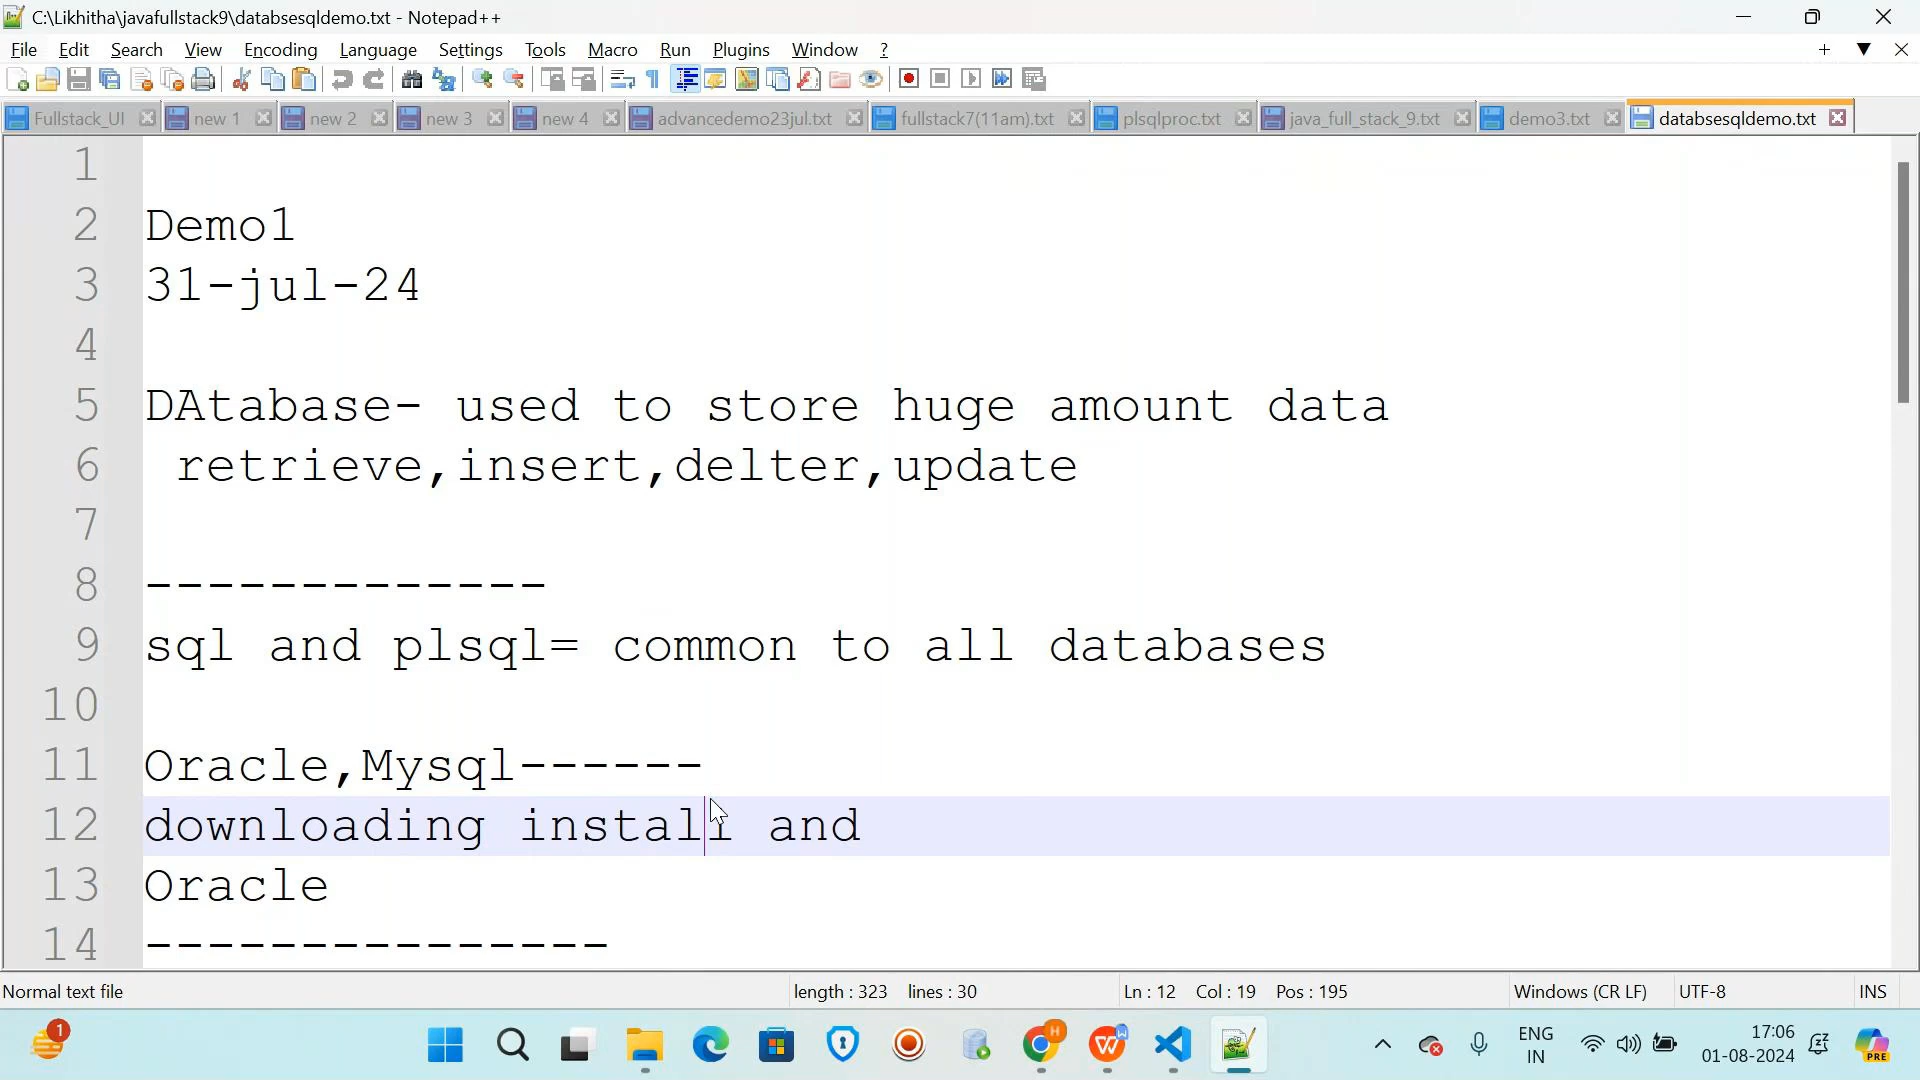 C:\Likhitha\javafullstack9\databsesqldemo.txt - Notepad++
File Edit Search View Encoding Language Settings Tools Macro Run Plugins Window ?
Fullstack_UI new 1 new 2 new 3 new 4 advancedemo23jul.txt fullstack7(11am).txt plsqlproc.txt java_full_stack_9.txt demo3.txt databsesqldemo.txt
1
2 Demo1
3 31-jul-24
4
5 DAtabase- used to store huge amount data
6 retrieve,insert,delter,update
7
8 -------------
9 sql and plsql= common to all databases
10
11 Oracle,Mysql------
12 downloading install and
13 Oracle
14 ---------------
Normal text file length : 323 lines : 30 Ln : 12 Col : 19 Pos : 195 Windows (CR LF) UTF-8 INS
1 H W ENG IN 17:06 01-08-2024 PRE